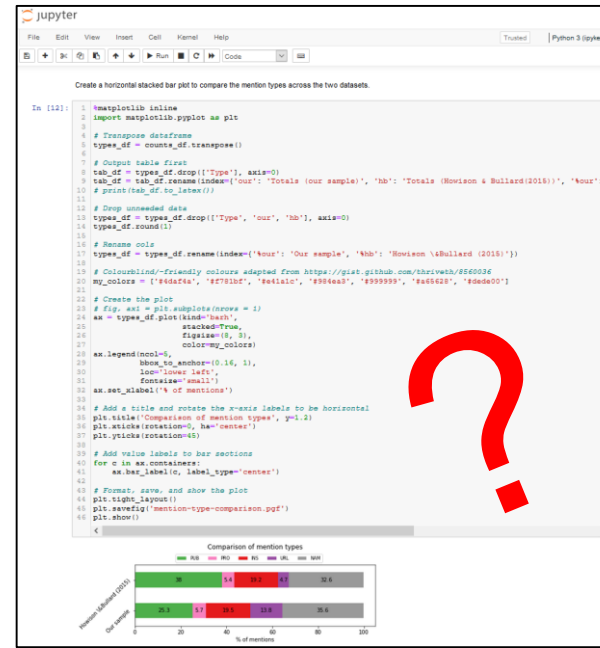 jupyter
File Edit View Insert Cell Kernel Help
Trusted Python 3 (ipyke
Run Code
Create a horizontal stacked bar plot to compare the mention types across the two datasets.
In [12]:
1 %matplotlib inline
2 import matplotlib.pyplot as plt
3
4 # Transpose dataframe
5 types_df = counts_df.transpose()
6
7 # Output table first
8 tab_df = types_df.drop(['Type'], axis=0)
9 tab_df = tab_df.rename(index={'our': 'Totals (our sample)', 'hb': 'Totals (Howison & Bullard(2015))', '%our':
10 # print(tab_df.to_latex())
11
12 # Drop unneeded data
13 types_df = types_df.drop(['Type', 'our', 'hb'], axis=0)
14 types_df.round(1)
15
16 # Rename cols
17 types_df = types_df.rename(index={'%our': 'Our sample', '%hb': 'Howison \&Bullard (2015)'})
18
19 # Colourblind/-friendly colours adapted from https://gist.github.com/thriveth/8560036
20 my_colors = ['#4daf4a', '#f781bf', '#e41a1c', '#984ea3', '#999999', '#a65628', '#dede00']
21
22 # Create the plot
23 # fig, ax1 = plt.subplots(nrows = 1)
24 ax = types_df.plot(kind='barh',
25 stacked=True,
26 figsize=(8, 3),
27 color=my_colors)
28 ax.legend(ncol=5,
29 bbox_to_anchor=(0.16, 1),
30 loc='lower left',
31 fontsize='small')
32 ax.set_xlabel('% of mentions')
33
34 # Add a title and rotate the x-axis labels to be horizontal
35 plt.title('Comparison of mention types', y=1.2)
36 plt.xticks(rotation=0, ha='center')
37 plt.yticks(rotation=45)
38
39 # Add value labels to bar sections
40 for c in ax.containers:
41 ax.bar_label(c, label_type='center')
42
43 # Format, save, and show the plot
44 plt.tight_layout()
45 plt.savefig('mention-type-comparison.pgf')
46 plt.show()
?
Comparison of mention types
PUB PRO INS URL NAM
Howison \&Bullard (2015)
38 5.4 19.2 4.7 32.6
Our sample
25.3 5.7 19.5 13.8 35.6
0 20 40 60 80 100
% of mentions